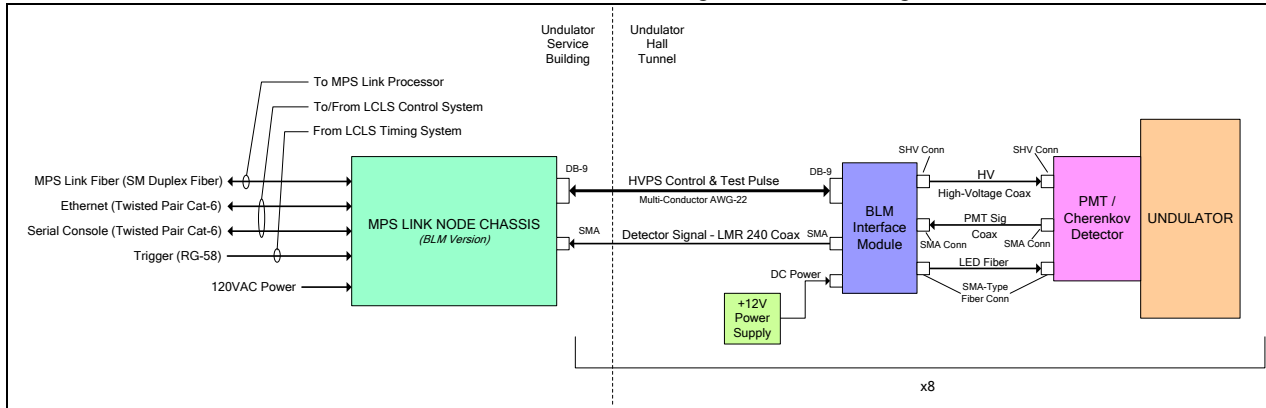 Undulator
Service
Building
Undulator
Hall
Tunnel
To MPS Link Processor
To/From LCLS Control System
From LCLS Timing System
MPS Link Fiber (SM Duplex Fiber)
Ethernet (Twisted Pair Cat-6)
Serial Console (Twisted Pair Cat-6)
Trigger (RG-58)
120VAC Power
MPS LINK NODE CHASSIS
(BLM Version)
DB-9
SMA
HVPS Control & Test Pulse
Multi-Conductor AWG-22
Detector Signal - LMR 240 Coax
DB-9
SMA
DC Power
+12V
Power
Supply
BLM
Interface
Module
SHV Conn
SHV Conn
HV
High-Voltage Coax
PMT Sig
Coax
SMA Conn
SMA Conn
LED Fiber
SMA-Type
Fiber Conn
PMT /
Cherenkov
Detector
UNDULATOR
x8